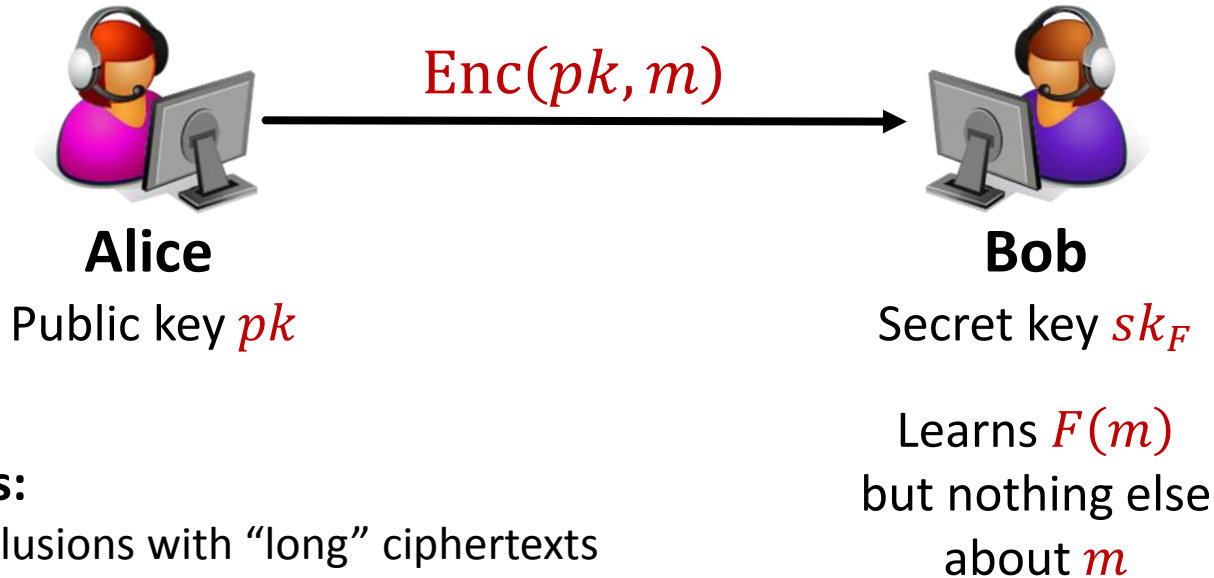 Enc(pk, m)
Alice
Bob
Public key pk
Secret key sk_F
Learns F(m)
but nothing else
about m
s:
lusions with “long” ciphertexts